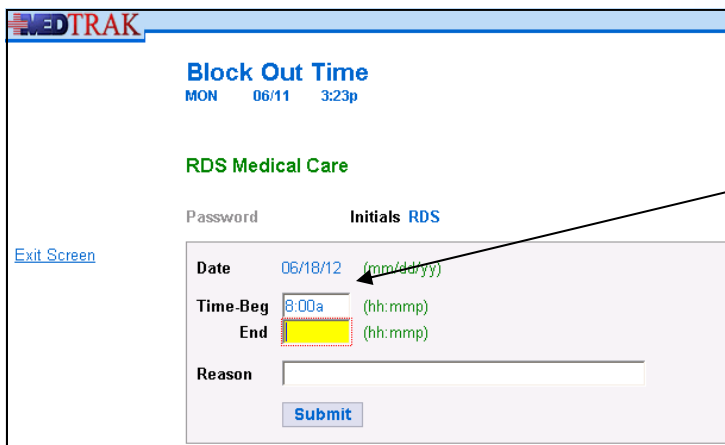 MEDTRAK
Block Out Time
MON 06/11 3:23p
RDS Medical Care
Password Initials RDS
Exit Screen
Date 06/18/12 (mm/dd/yy)
Time-Beg 8:00a (hh:mmp)
End (hh:mmp)
Reason
Submit